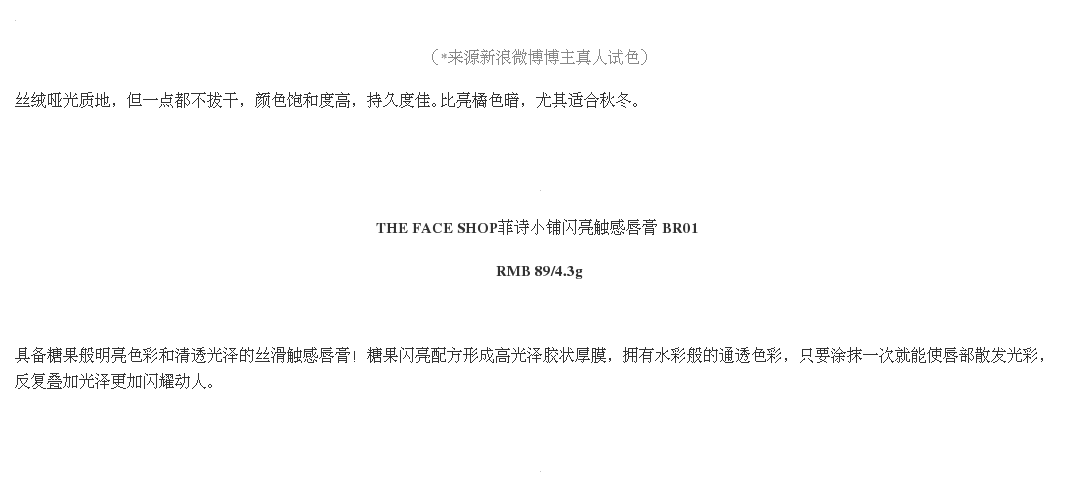 （*来源新浪微博博主真人试色）
丝绒哑光质地，但一点都不拔干，颜色饱和度高，持久度佳。比亮橘色暗，尤其适合秋冬。
THE FACE SHOP菲诗小铺闪亮触感唇膏 BR01
RMB 89/4.3g
具备糖果般明亮色彩和清透光泽的丝滑触感唇膏！糖果闪亮配方形成高光泽胶状厚膜，拥有水彩般的通透色彩，只要涂抹一次就能使唇部散发光彩，
反复叠加光泽更加闪耀动人。